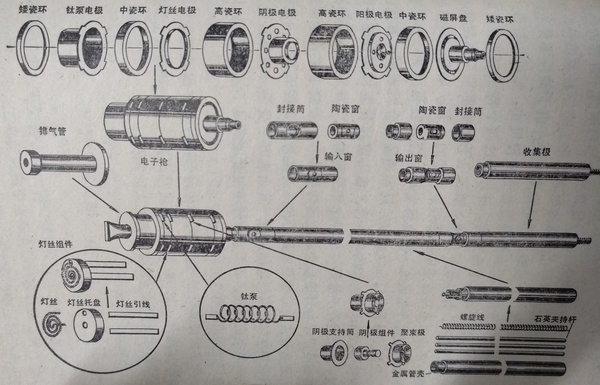 矮瓷环 钛泵电极 中瓷环 灯丝电极 高瓷环 阴极电极 高瓷环 阳极电极 中瓷环 磁屏盘 矮瓷环
封接筒 陶瓷窗 陶瓷窗 封接筒
排气管 电子枪 输入窗 输出窗 收集极
灯丝组件
灯丝 灯丝托盘 灯丝引线
钛泵
阴极支持筒 阴极组件 聚束极
螺旋线 石英夹持杆
金属管壳